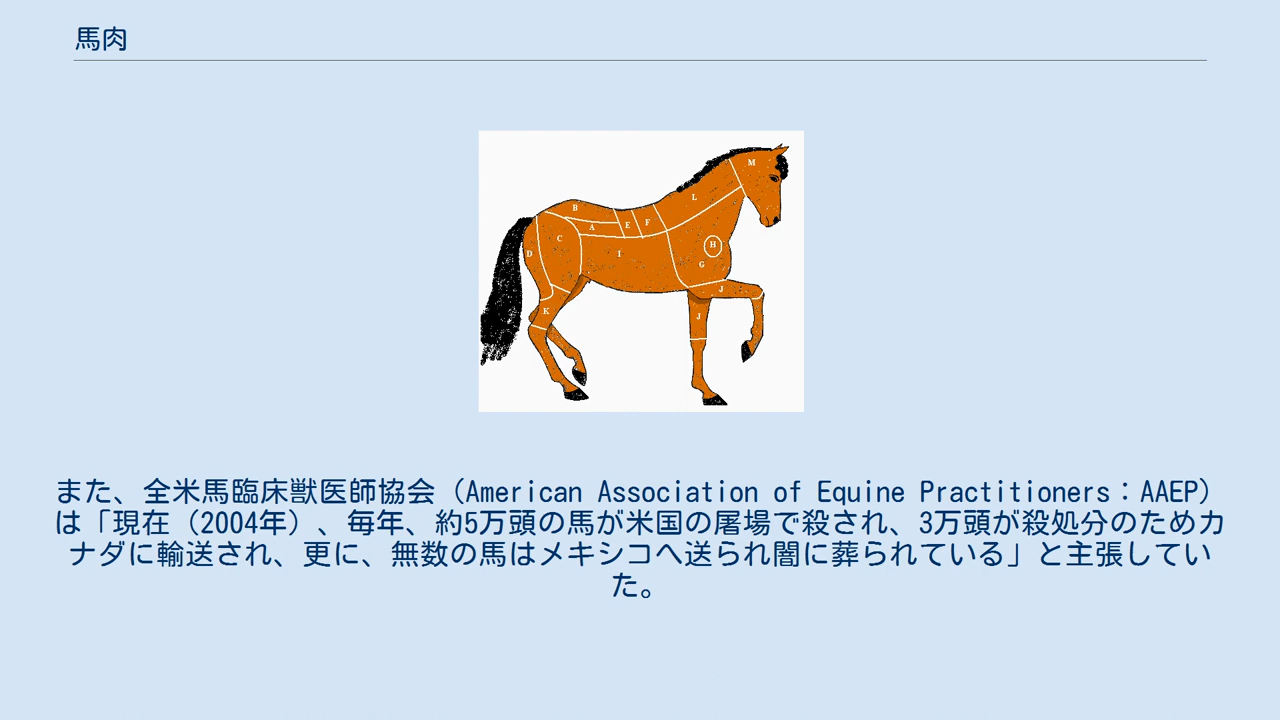 馬肉
M
L
B
F
E
A
C
H
D
I
G
J
K
J
また、全米馬臨床獣医師協会（American Association of Equine Practitioners：AAEP）
は「現在（2004年）、毎年、約5万頭の馬が米国の屠場で殺され、3万頭が殺処分のためカ
ナダに輸送され、更に、無数の馬はメキシコへ送られ闇に葬られている」と主張してい
た。